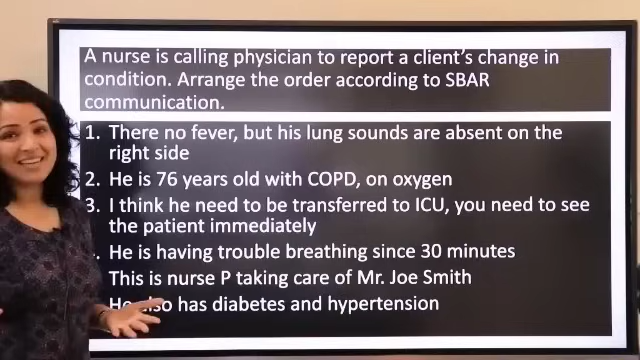 A nurse is calling physician to report a client's change in
condition. Arrange the order according to SBAR
communication.
1. There no fever, but his lung sounds are absent on the
right side
2. He is 76 years old with COPD, on oxygen
3. I think he need to be transferred to ICU, you need to see
the patient immediately
. He is having trouble breathing since 30 minutes
This is nurse P taking care of Mr. Joe Smith
He also has diabetes and hypertension